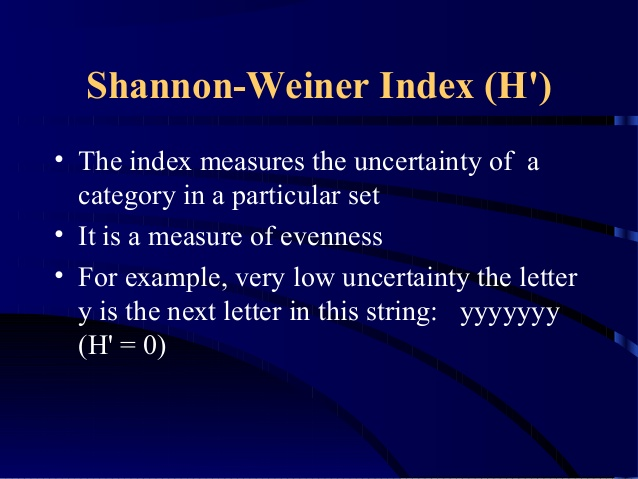 Shannon-Weiner Index (H')
• The index measures the uncertainty of a
category in a particular set
• It is a measure of evenness
• For example, very low uncertainty the letter
y is the next letter in this string: yyyyyyy
(H' = 0)